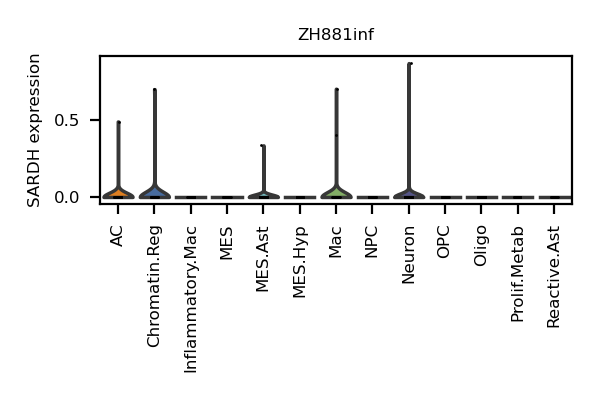 ZH881inf
SARDH expression
0.5
0.0
AC
Chromatin.Reg
Inflammatory.Mac
MES
MES.Ast
MES.Hyp
Mac
NPC
Neuron
OPC
Oligo
Prolif.Metab
Reactive.Ast